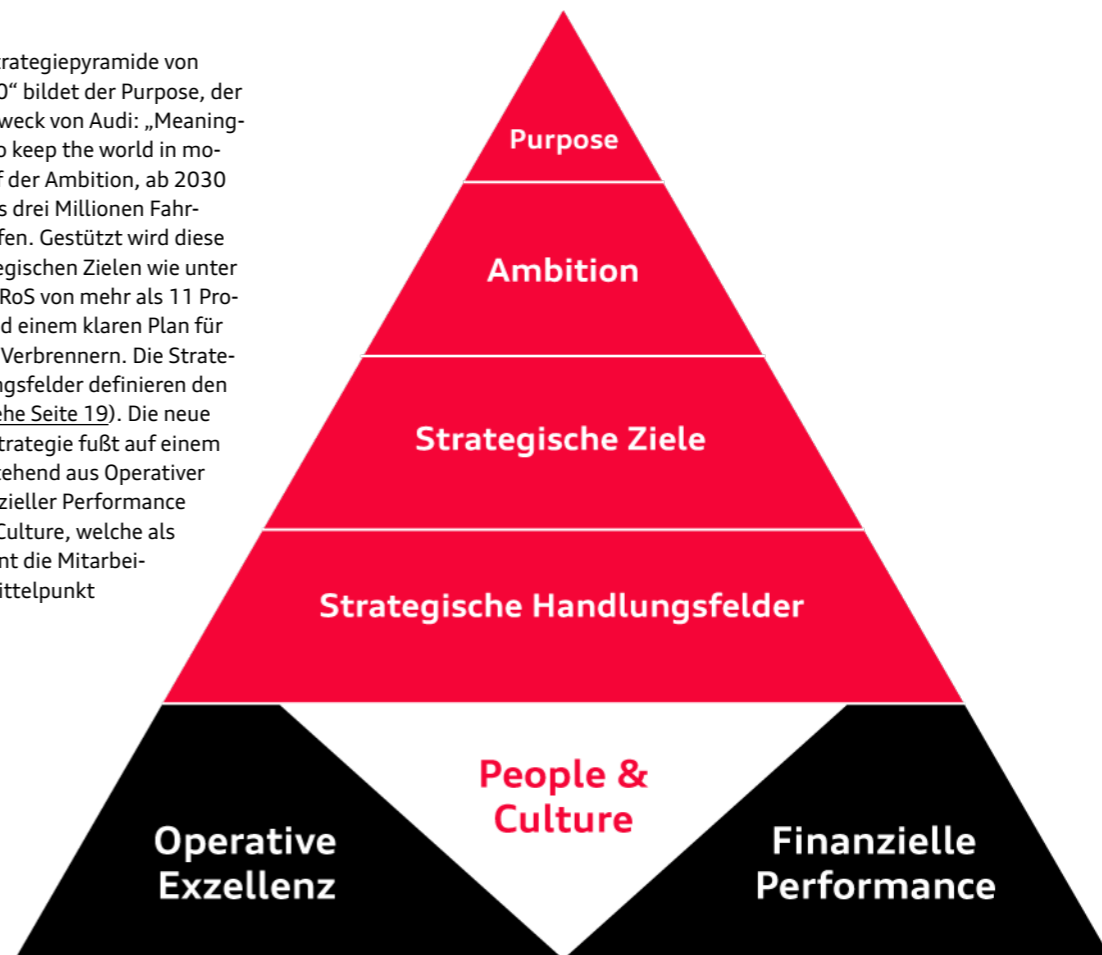 rategiepyramide von
0“ bildet der Purpose, der
weck von Audi: „Meaning-
o keep the world in mo-
f der Ambition, ab 2030
s drei Millionen Fahr-
fen. Gestützt wird diese
egischen Zielen wie unter
RoS von mehr als 11 Pro-
d einem klaren Plan für
Verbrennern. Die Strate-
ngsfelder definieren den
ehe Seite 19). Die neue
trategie fußt auf einem
tehend aus Operativer
zieller Performance
Culture, welche als
nt die Mitarbei-
ittelpunkt
Purpose
Ambition
Strategische Ziele
Strategische Handlungsfelder
People &
Culture
Operative
Exzellenz
Finanzielle
Performance